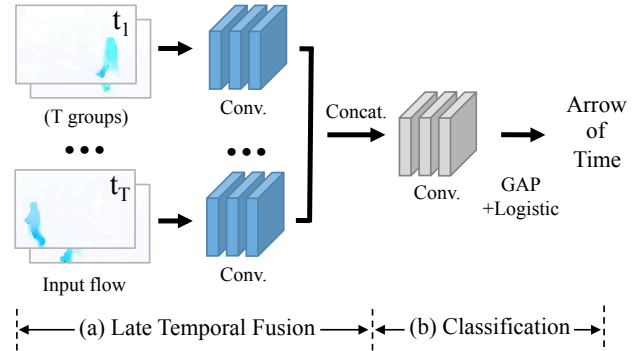 t1
(T groups)
Conv.
Concat.
Conv.
GAP
+Logistic
Arrow
of
Time
tT
Input flow
Conv.
(a) Late Temporal Fusion
(b) Classification